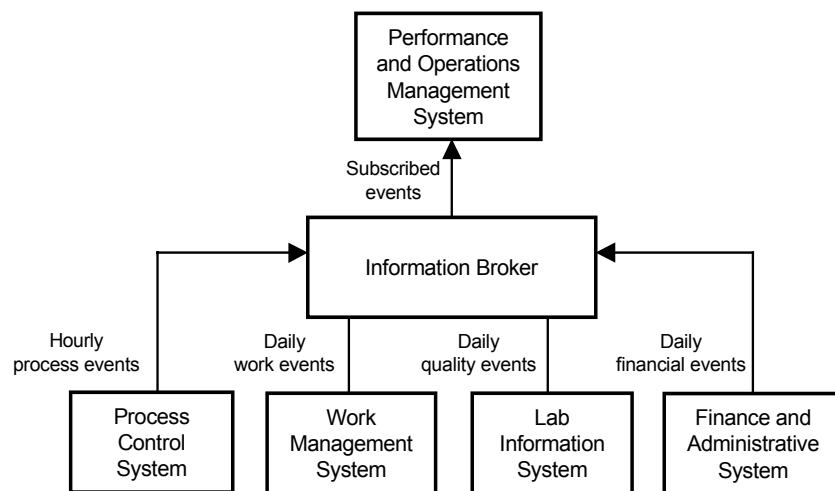 Performance
and Operations
Management
System
Subscribed
events
Information Broker
Hourly
process events
Daily
work events
Daily
quality events
Daily
financial events
Process
Control
System
Work
Management
System
Lab
Information
System
Finance and
Administrative
System